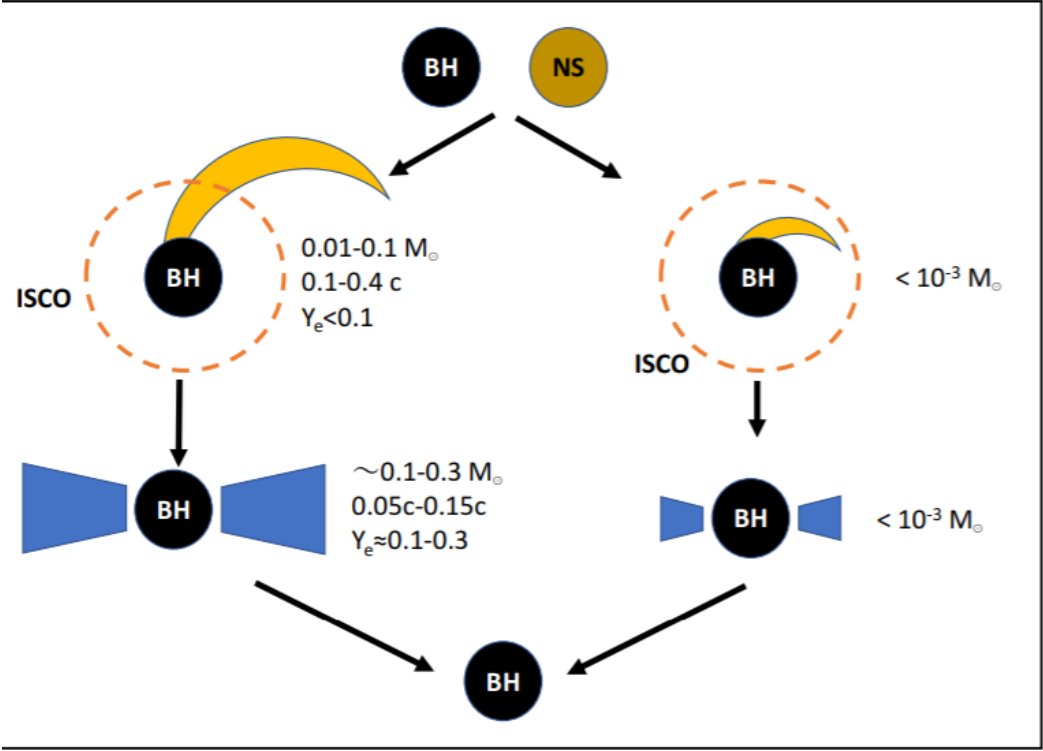 BH
NS
0.01-0.1 M☉
0.1-0.4 c
Yₑ<0.1
BH
ISCO
BH
< 10⁻³ M☉
ISCO
~0.1-0.3 M☉
0.05c-0.15c
Yₑ≈0.1-0.3
BH
BH
< 10⁻³ M☉
BH